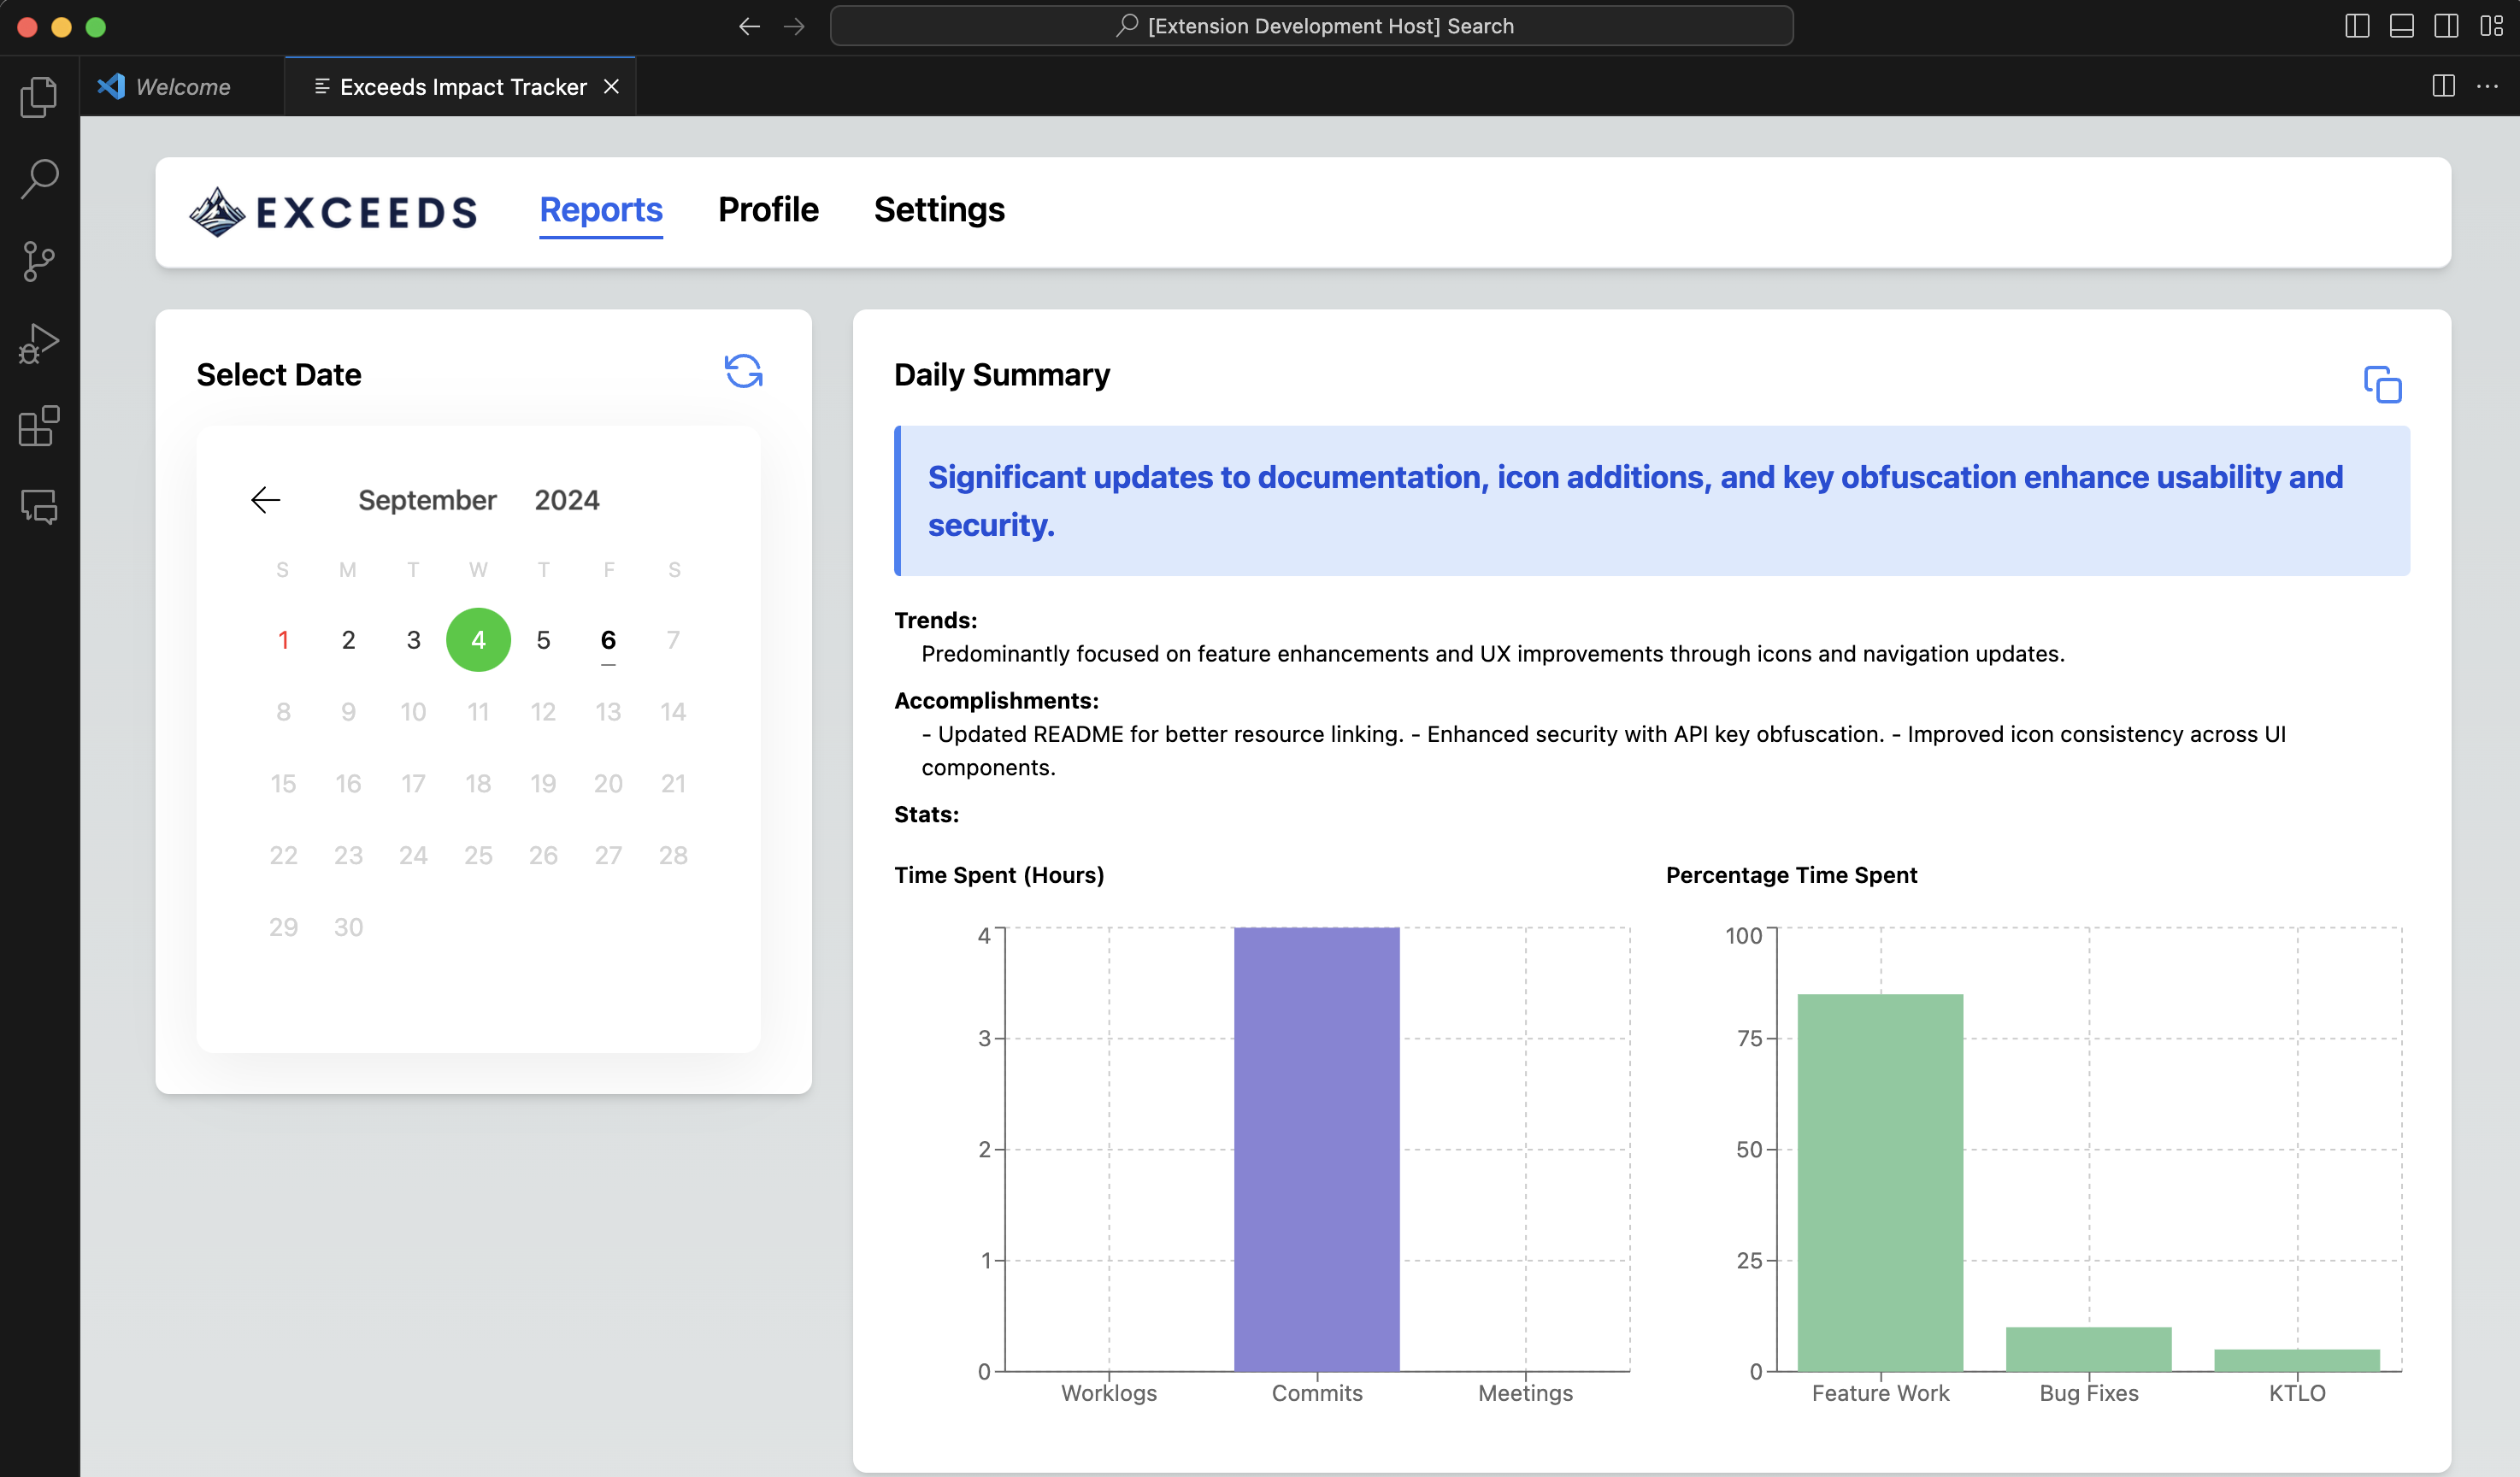 [Extension Development Host] Search
Welcome
Exceeds Impact Tracker
EXCEEDS
Reports
Profile
Settings
Select Date
September 2024
S M T W T F S
1 2 3 4 5 6 7
8 9 10 11 12 13 14
15 16 17 18 19 20 21
22 23 24 25 26 27 28
29 30
Daily Summary
Significant updates to documentation, icon additions, and key obfuscation enhance usability and
security.
Trends:
Predominantly focused on feature enhancements and UX improvements through icons and navigation updates.
Accomplishments:
- Updated README for better resource linking. - Enhanced security with API key obfuscation. - Improved icon consistency across UI
components.
Stats:
Time Spent (Hours)
4
3
2
1
0
Worklogs Commits Meetings
Percentage Time Spent
100
75
50
25
0
Feature Work Bug Fixes KTLO